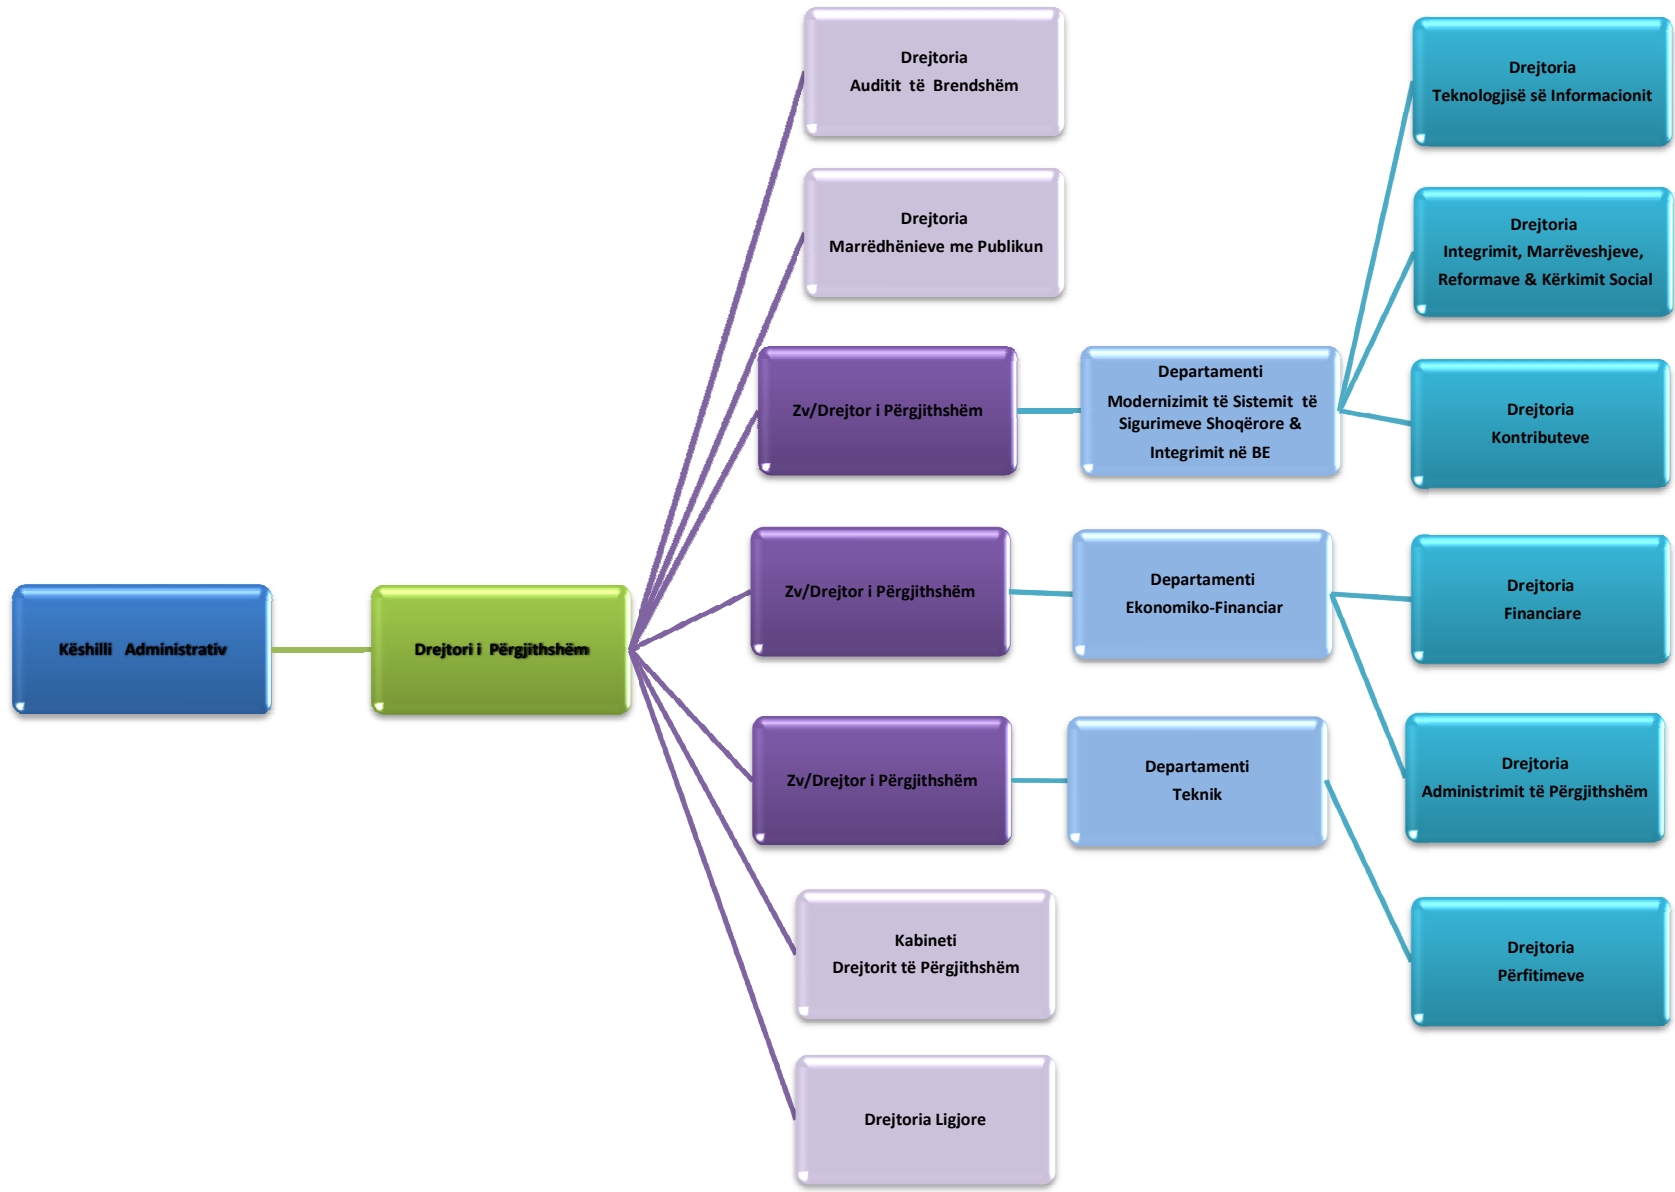 Këshilli Administrativ
Drejtori i Përgjithshëm
Drejtoria
Auditit të Brendshëm
Drejtoria
Marrëdhënieve me Publikun
Zv/Drejtor i Përgjithshëm
Departamenti
Modernizimit të Sistemit të
Sigurimeve Shoqërore &
Integrimit në BE
Drejtoria
Teknologjisë së Informacionit
Drejtoria
Integrimit, Marrëveshjeve,
Reformave & Kërkimit Social
Drejtoria
Kontributeve
Zv/Drejtor i Përgjithshëm
Departamenti
Ekonomiko-Financiar
Drejtoria
Financiare
Drejtoria
Administrimit të Përgjithshëm
Zv/Drejtor i Përgjithshëm
Departamenti
Teknik
Drejtoria
Përfitimeve
Kabineti
Drejtorit të Përgjithshëm
Drejtoria Ligjore